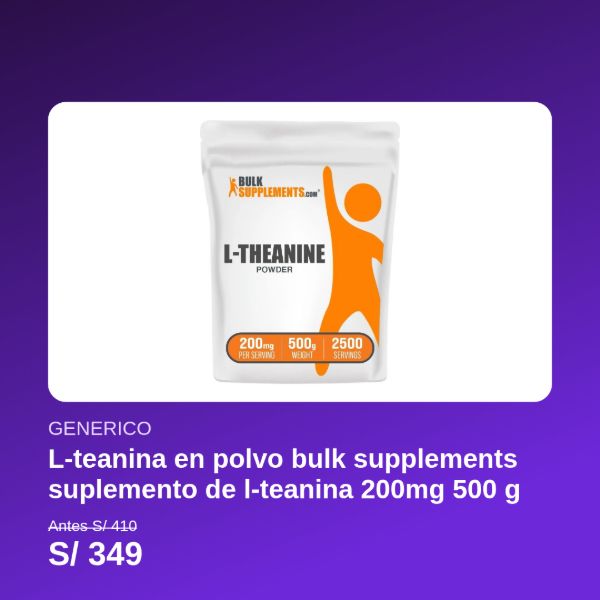 BULK
SUPPLEMENTS.COM®
L-THEANINE
POWDER
200mg 500g 2500
PER SERVING WEIGHT SERVINGS
GENERICO
L-teanina en polvo bulk supplements
suplemento de l-teanina 200mg 500 g
Antes S/ 410
S/ 349